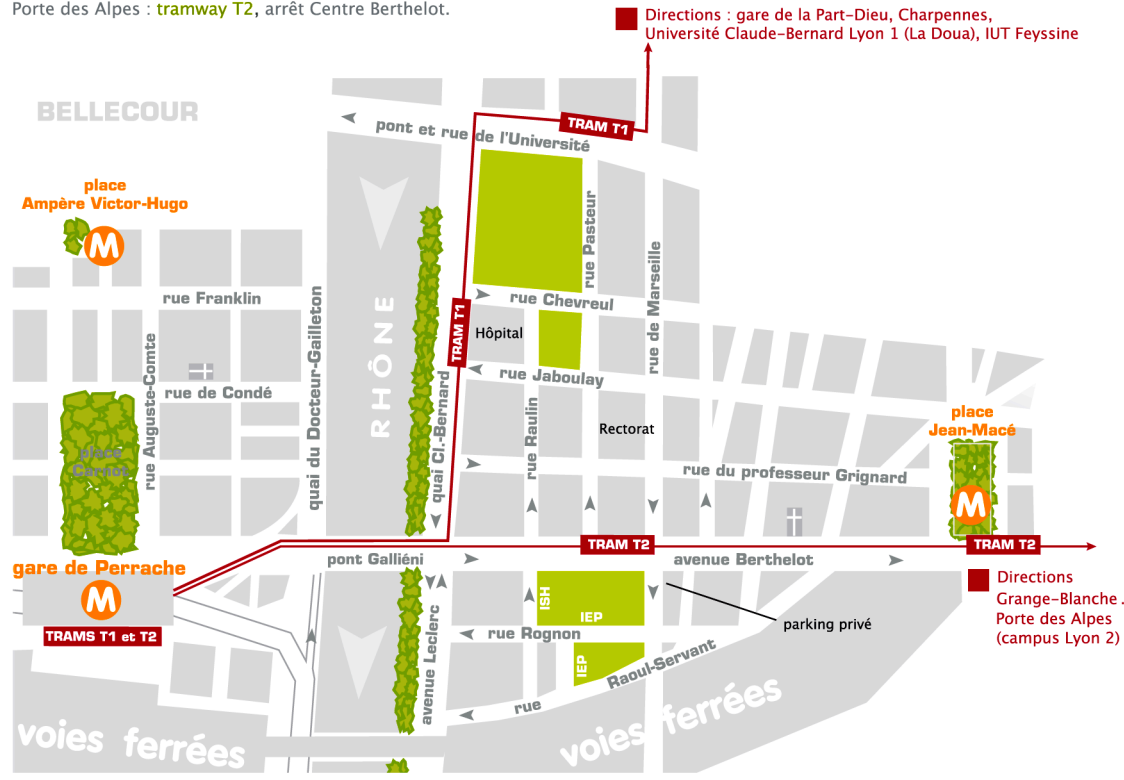 Porte des Alpes : tramway T2, arrêt Centre Berthelot.
Directions : gare de la Part-Dieu, Charpennes,
Université Claude-Bernard Lyon 1 (La Doua), IUT Feyssine
BELLECOUR
TRAM T1
pont et rue de l'Université
place
Ampère Victor-Hugo
M
rue Pasteur
rue de Marseille
rue Franklin
rue Chevreul
quai du Docteur-Gailleton
RHÔNE
TRAM T1
Hôpital
rue Auguste-Comte
rue de Condé
rue Jaboulay
quai Cl.-Bernard
rue Raulin
Rectorat
place
Jean-Macé
place
Carnot
rue du professeur Grignard
M
TRAM T2
TRAM T2
pont Galliéni
avenue Berthelot
gare de Perrache
M
TRAMS T1 et T2
Directions
Grange-Blanche .
Porte des Alpes
(campus Lyon 2)
ISH
IEP
parking privé
avenue Leclerc
rue Rognon
IEP
rue Raoul-Servant
voies ferrées
voies ferrées